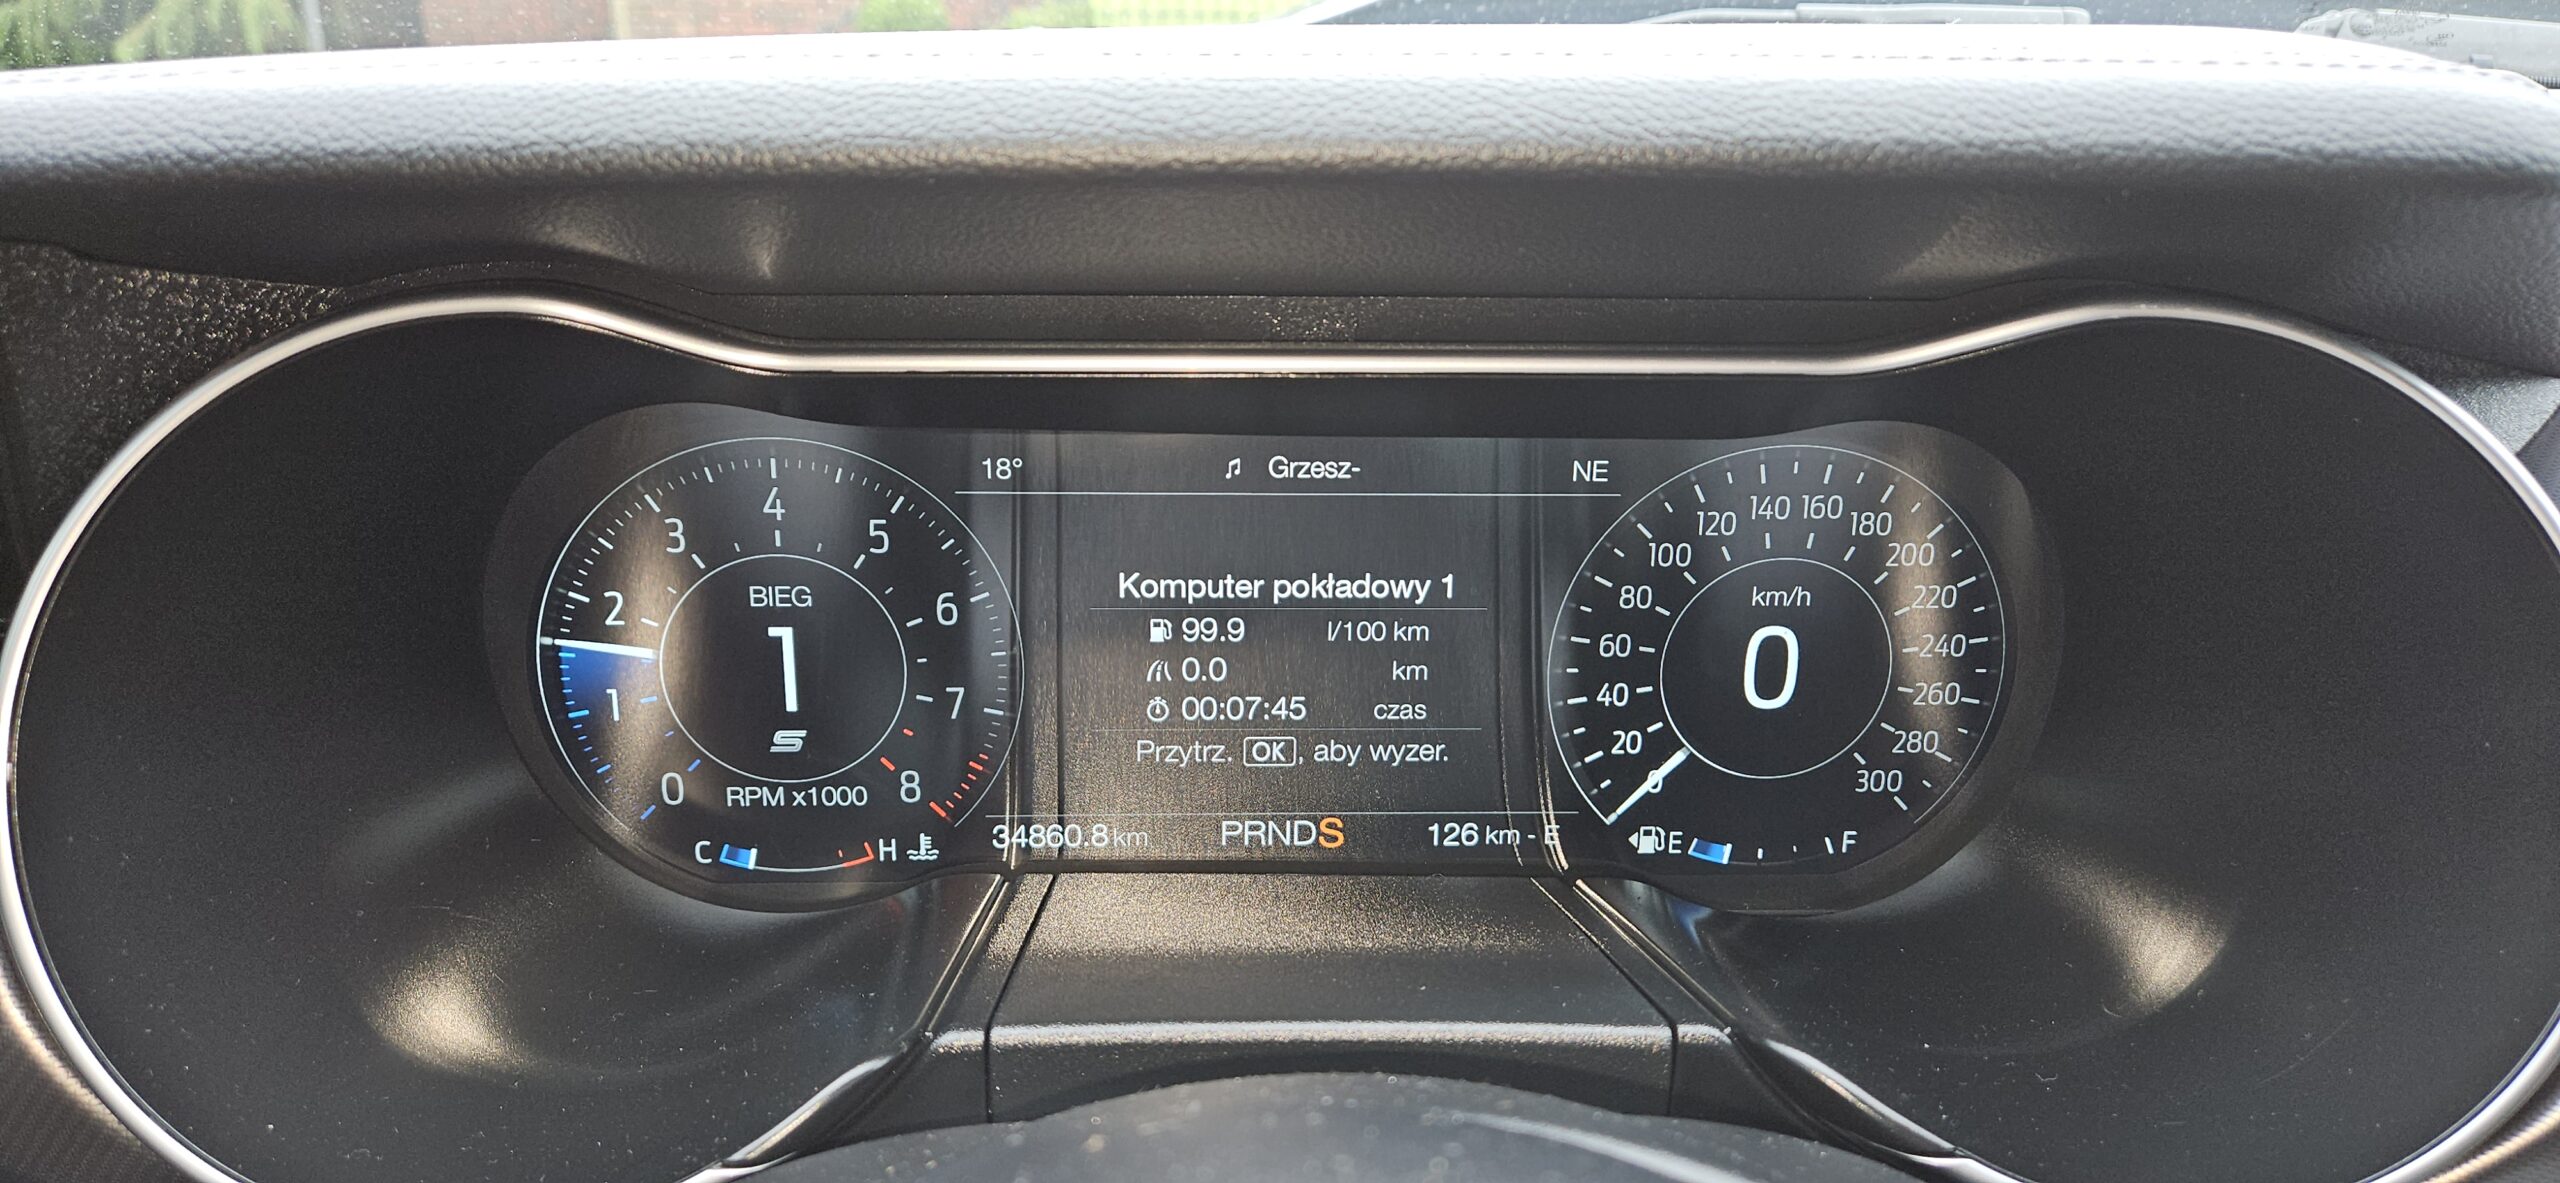 18° Grzesz- NE
0 1 2 3 4 5 6 7 8
BIEG
1
S
RPM x1000
C H
Komputer pokładowy 1
99.9 l/100 km
0.0 km
00:07:45 czas
Przytrz. OK, aby wyzer.
34860.8 km PRNDS 126 km - E
0 20 40 60 80 100 120 140 160 180 200 220 240 260 280 300
km/h
0
E F